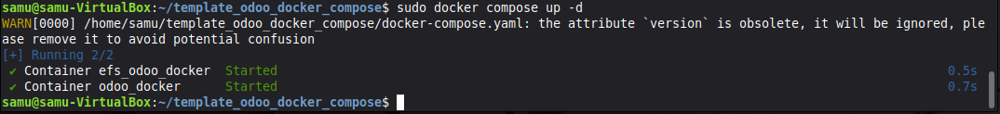 samu@samu-VirtualBox:~/template_odoo_docker_compose$ sudo docker compose up -d
WARN[0000] /home/samu/template_odoo_docker_compose/docker-compose.yaml: the attribute `version` is obsolete, it will be ignored, ple
ase remove it to avoid potential confusion
[+] Running 2/2
✔ Container efs_odoo_docker  Started 0.5s
✔ Container odoo_docker      Started 0.7s
samu@samu-VirtualBox:~/template_odoo_docker_compose$